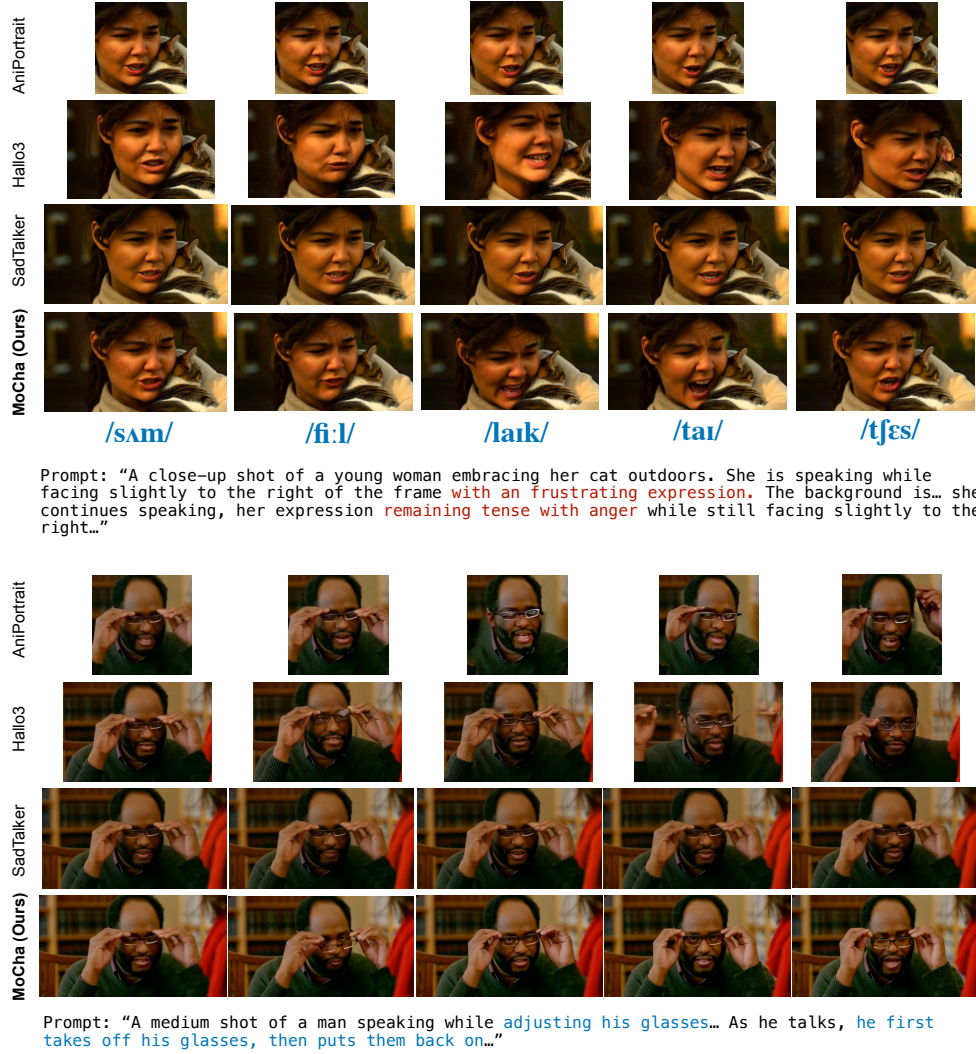 AniPortrait
Hallo3
SadTalker
MoCha (Ours)
/sʌm/ /fiːl/ /laɪk/ /taɪ/ /tʃɛs/
Prompt: “A close-up shot of a young woman embracing her cat outdoors. She is speaking while
facing slightly to the right of the frame with an frustrating expression. The background is… she
continues speaking, her expression remaining tense with anger while still facing slightly to the
right…”
AniPortrait
Hallo3
SadTalker
MoCha (Ours)
Prompt: “A medium shot of a man speaking while adjusting his glasses… As he talks, he first
takes off his glasses, then puts them back on…”